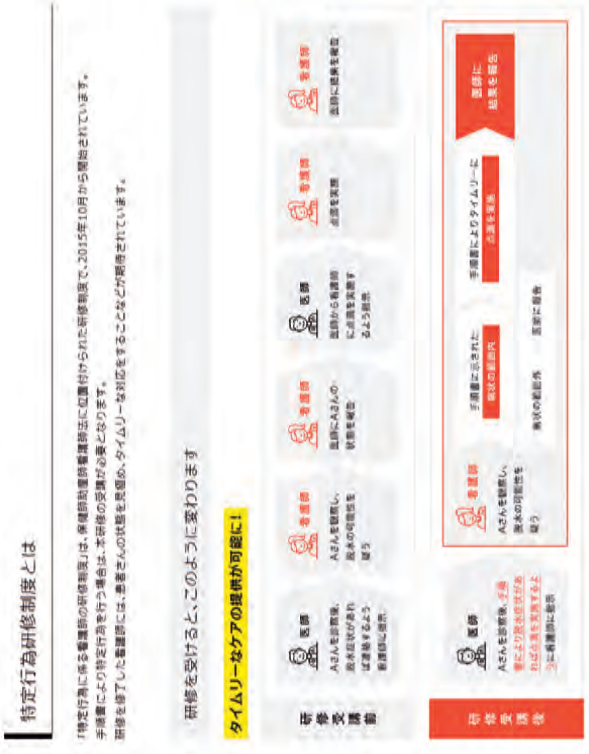 特定行為研修制度とは
「特定行為に係る看護師の研修制度」は、保健師助産師看護師法に位置付けられた研修制度で、2015年10月から開始されています。
手順書により特定行為を行う場合は、本研修の受講が必要となります。
研修を修了した看護師には、患者さんの状態を見極め、タイムリーな対応をすることなどが期待されています。
研修を受けると、このように変わります
タイムリーなケアの提供が可能に！
研修受講前
医師
Aさんを診察後、
脱水症状があれ
ば連絡するよう
看護師に指示
看護師
Aさんを観察し、
脱水の可能性を
疑う
看護師
医師にAさんの
状態を報告
医師
医師から看護師
に点滴を実施す
るよう指示
看護師
点滴を実施
看護師
医師に結果を報告
研修受講後
医師
Aさんを診察後、手順
書により脱水症状があ
れば点滴を実施するよ
うに看護師に指示
看護師
Aさんを観察し、
脱水の可能性を
疑う
手順書に示された
病状の範囲内
手順書によりタイムリーに
点滴を実施
医師に
結果を報告
病状の範囲外
医師に報告